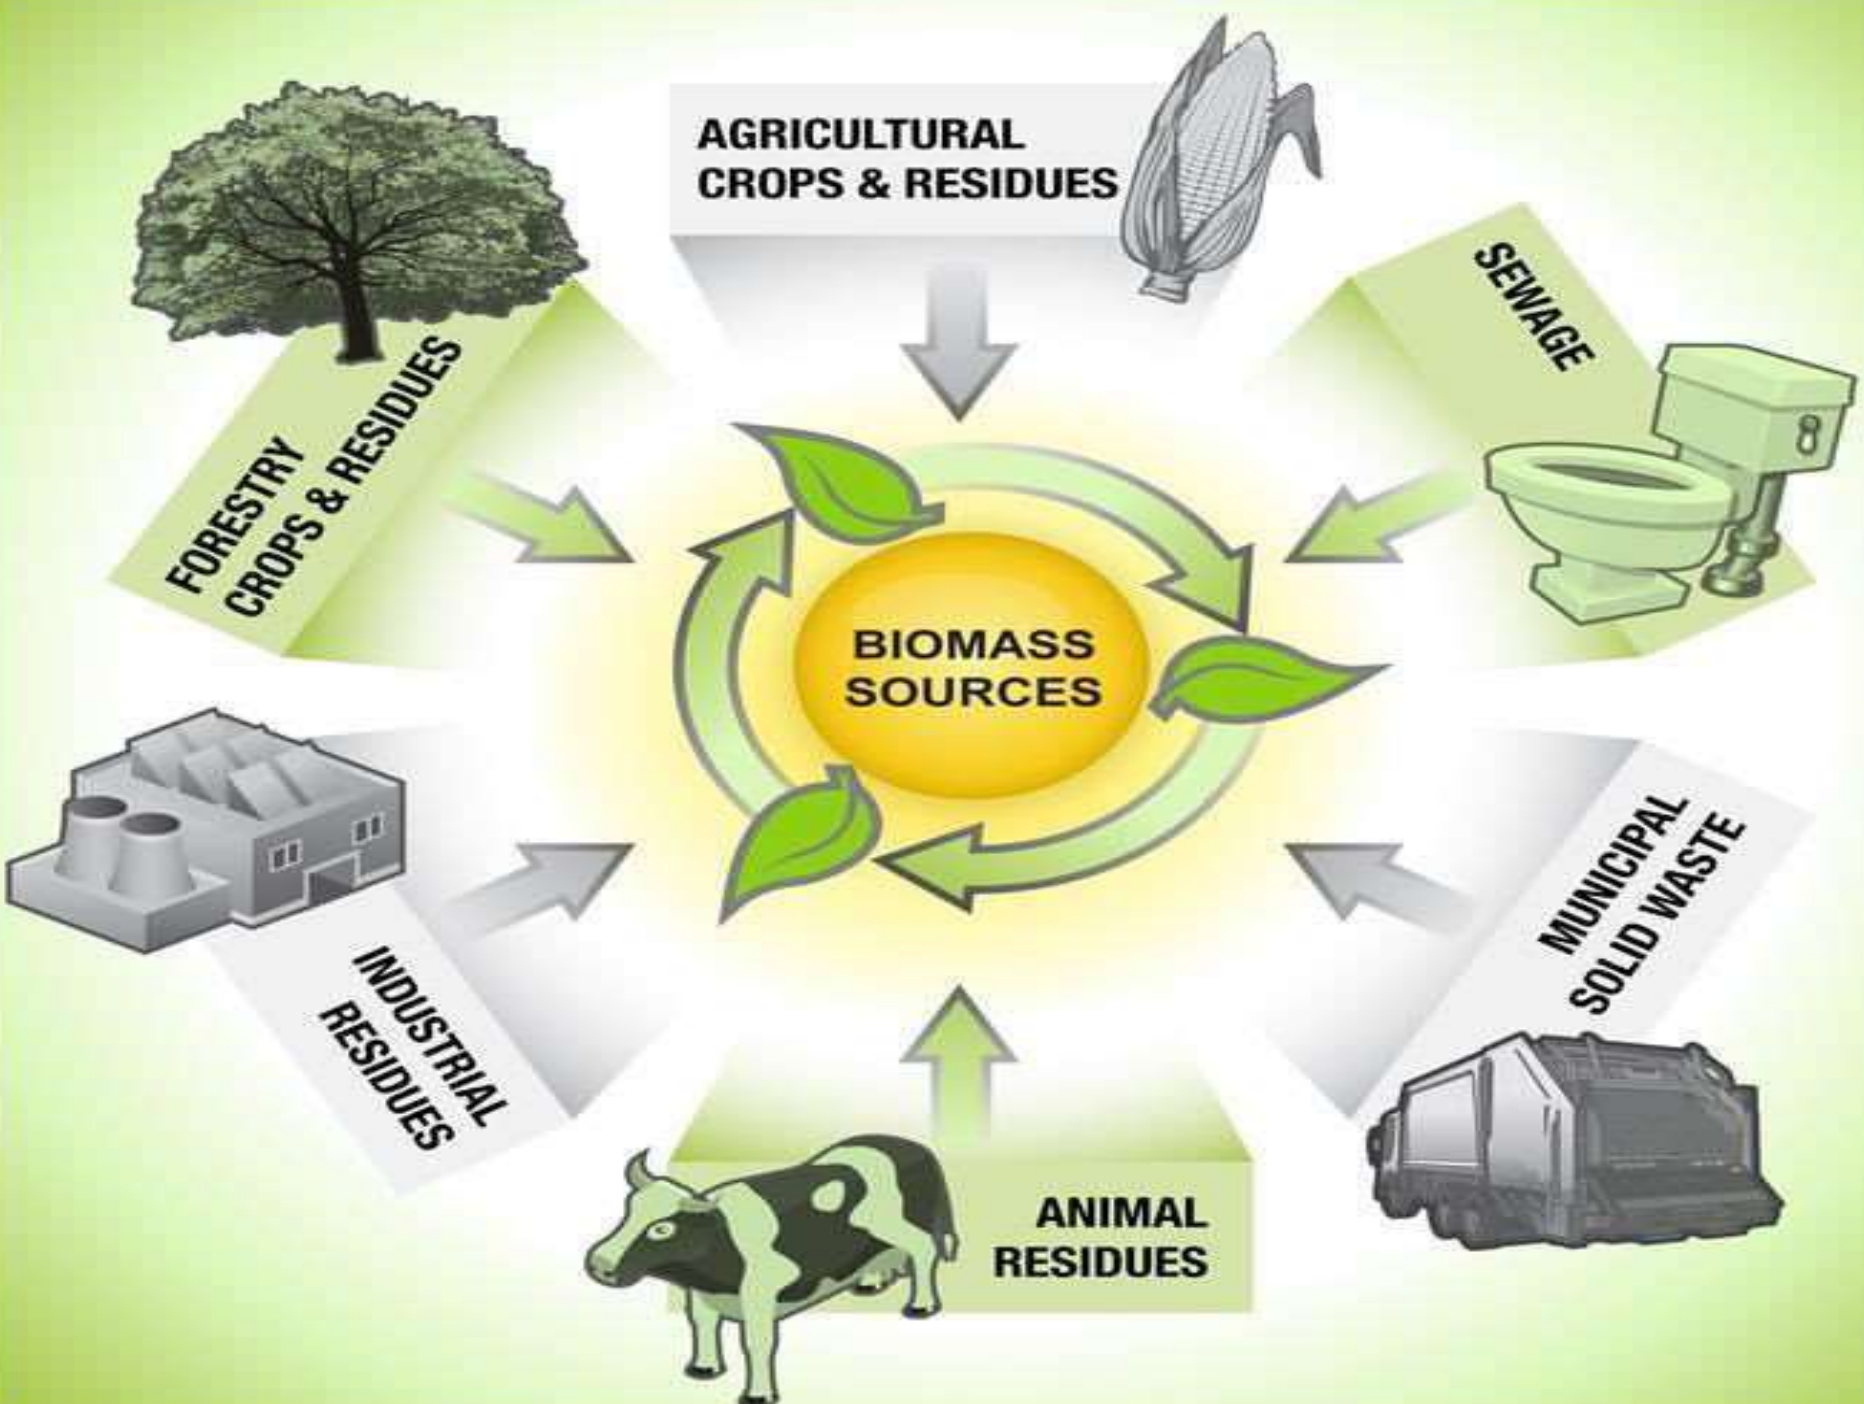 AGRICULTURAL
CROPS & RESIDUES
SEWAGE
FORESTRY
CROPS & RESIDUES
BIOMASS
SOURCES
MUNICIPAL
SOLID WASTE
INDUSTRIAL
RESIDUES
ANIMAL
RESIDUES